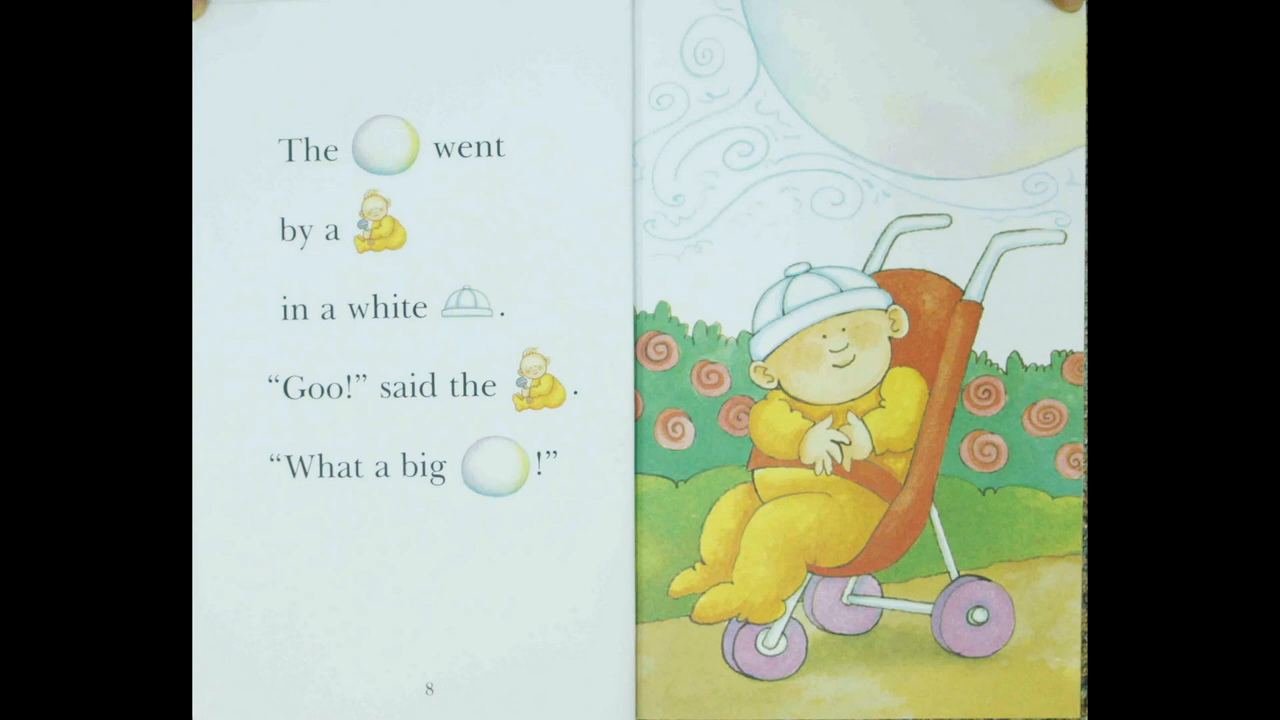 The went
by a
in a white .
“Goo!” said the .
“What a big !”
8